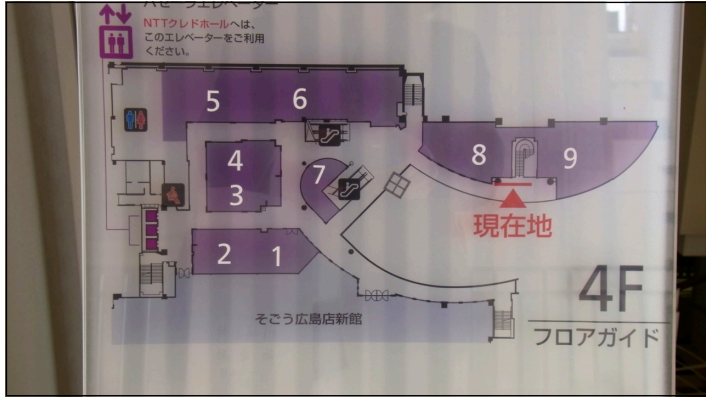 NTTクレドホールへは、
このエレベーターをご利用
ください。
5
6
4
3
7
8
9
2
1
現在地
そごう広島店新館
4F
フロアガイド